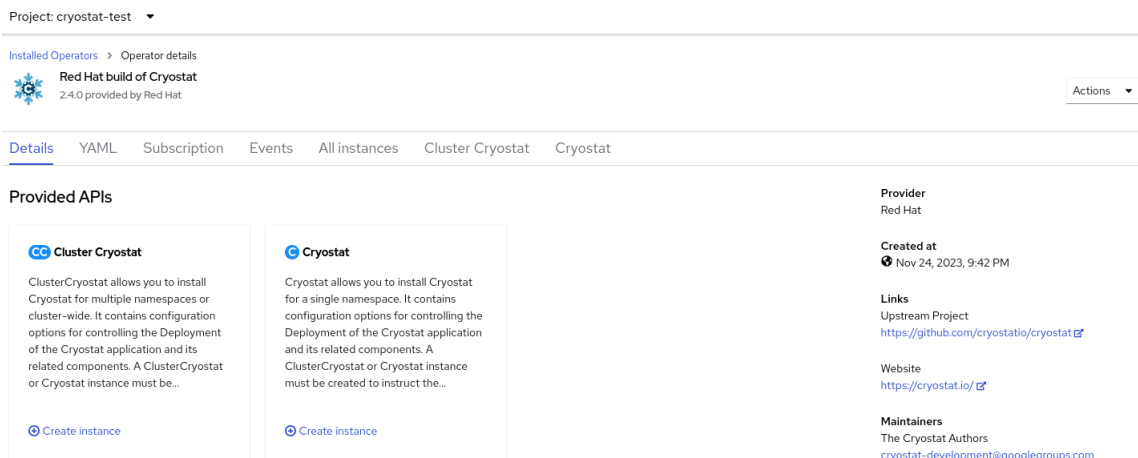 Project: cryostat-test
Installed Operators > Operator details
Red Hat build of Cryostat
2.4.0 provided by Red Hat
Actions
Details YAML Subscription Events All instances Cluster Cryostat Cryostat
Provided APIs
CC Cluster Cryostat
ClusterCryostat allows you to install
Cryostat for multiple namespaces or
cluster-wide. It contains configuration
options for controlling the Deployment
of the Cryostat application and its
related components. A ClusterCryostat
or Cryostat instance must be...
Create instance
C Cryostat
Cryostat allows you to install Cryostat
for a single namespace. It contains
configuration options for controlling the
Deployment of the Cryostat application
and its related components. A
ClusterCryostat or Cryostat instance
must be created to instruct the...
Create instance
Provider
Red Hat
Created at
Nov 24, 2023, 9:42 PM
Links
Upstream Project
https://github.com/cryostatio/cryostat
Website
https://cryostat.io/
Maintainers
The Cryostat Authors
cryostat-development@googlegroups.com